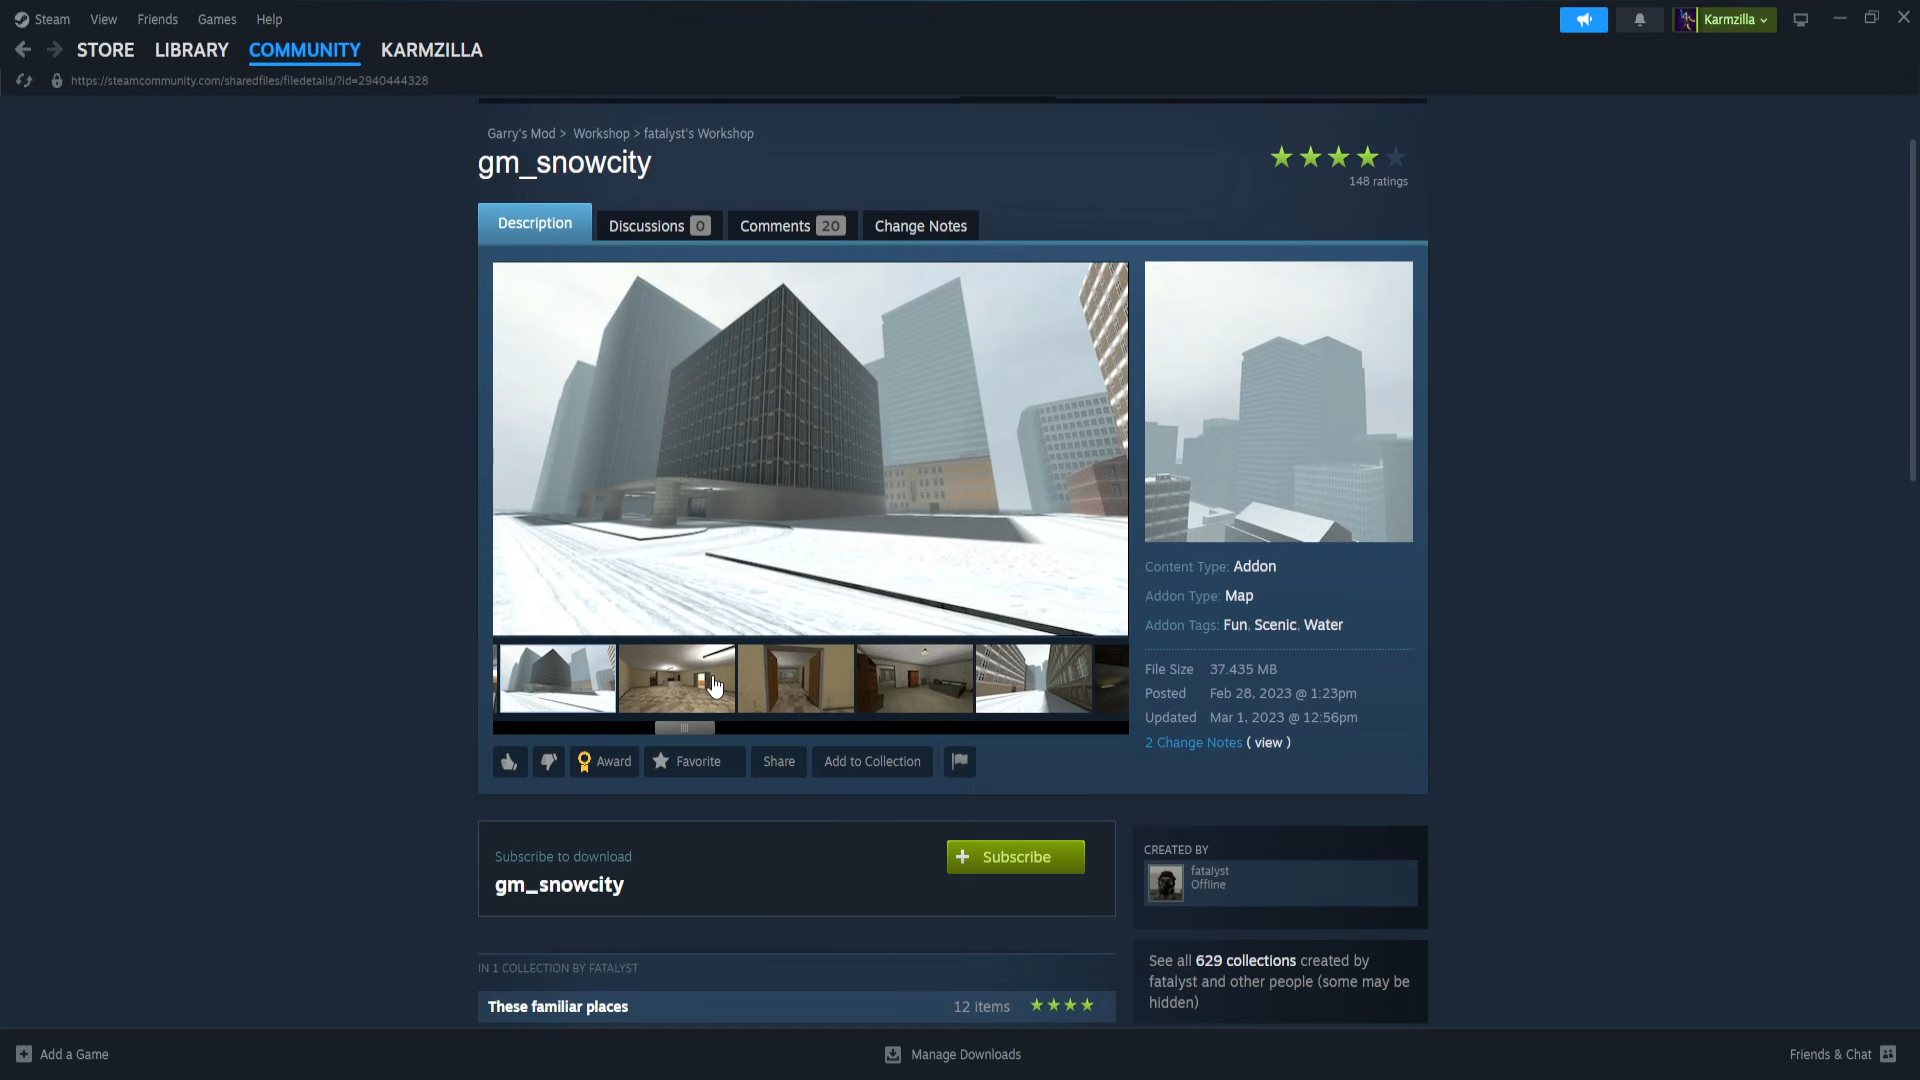 Steam View Friends Games Help
Karmzilla
STORE LIBRARY COMMUNITY KARMZILLA
https://steamcommunity.com/sharedfiles/filedetails/?id=2940444328
Garry's Mod > Workshop > fatalyst's Workshop
gm_snowcity
148 ratings
Description Discussions 0 Comments 20 Change Notes
Content Type: Addon
Addon Type: Map
Addon Tags: Fun, Scenic, Water
File Size 37.435 MB
Posted Feb 28, 2023 @ 1:23pm
Updated Mar 1, 2023 @ 12:56pm
2 Change Notes ( view )
Award Favorite Share Add to Collection
Subscribe to download
gm_snowcity
Subscribe
CREATED BY
fatalyst
Offline
IN 1 COLLECTION BY FATALYST
These familiar places 12 items
See all 629 collections created by
fatalyst and other people (some may be
hidden)
Add a Game Manage Downloads Friends & Chat